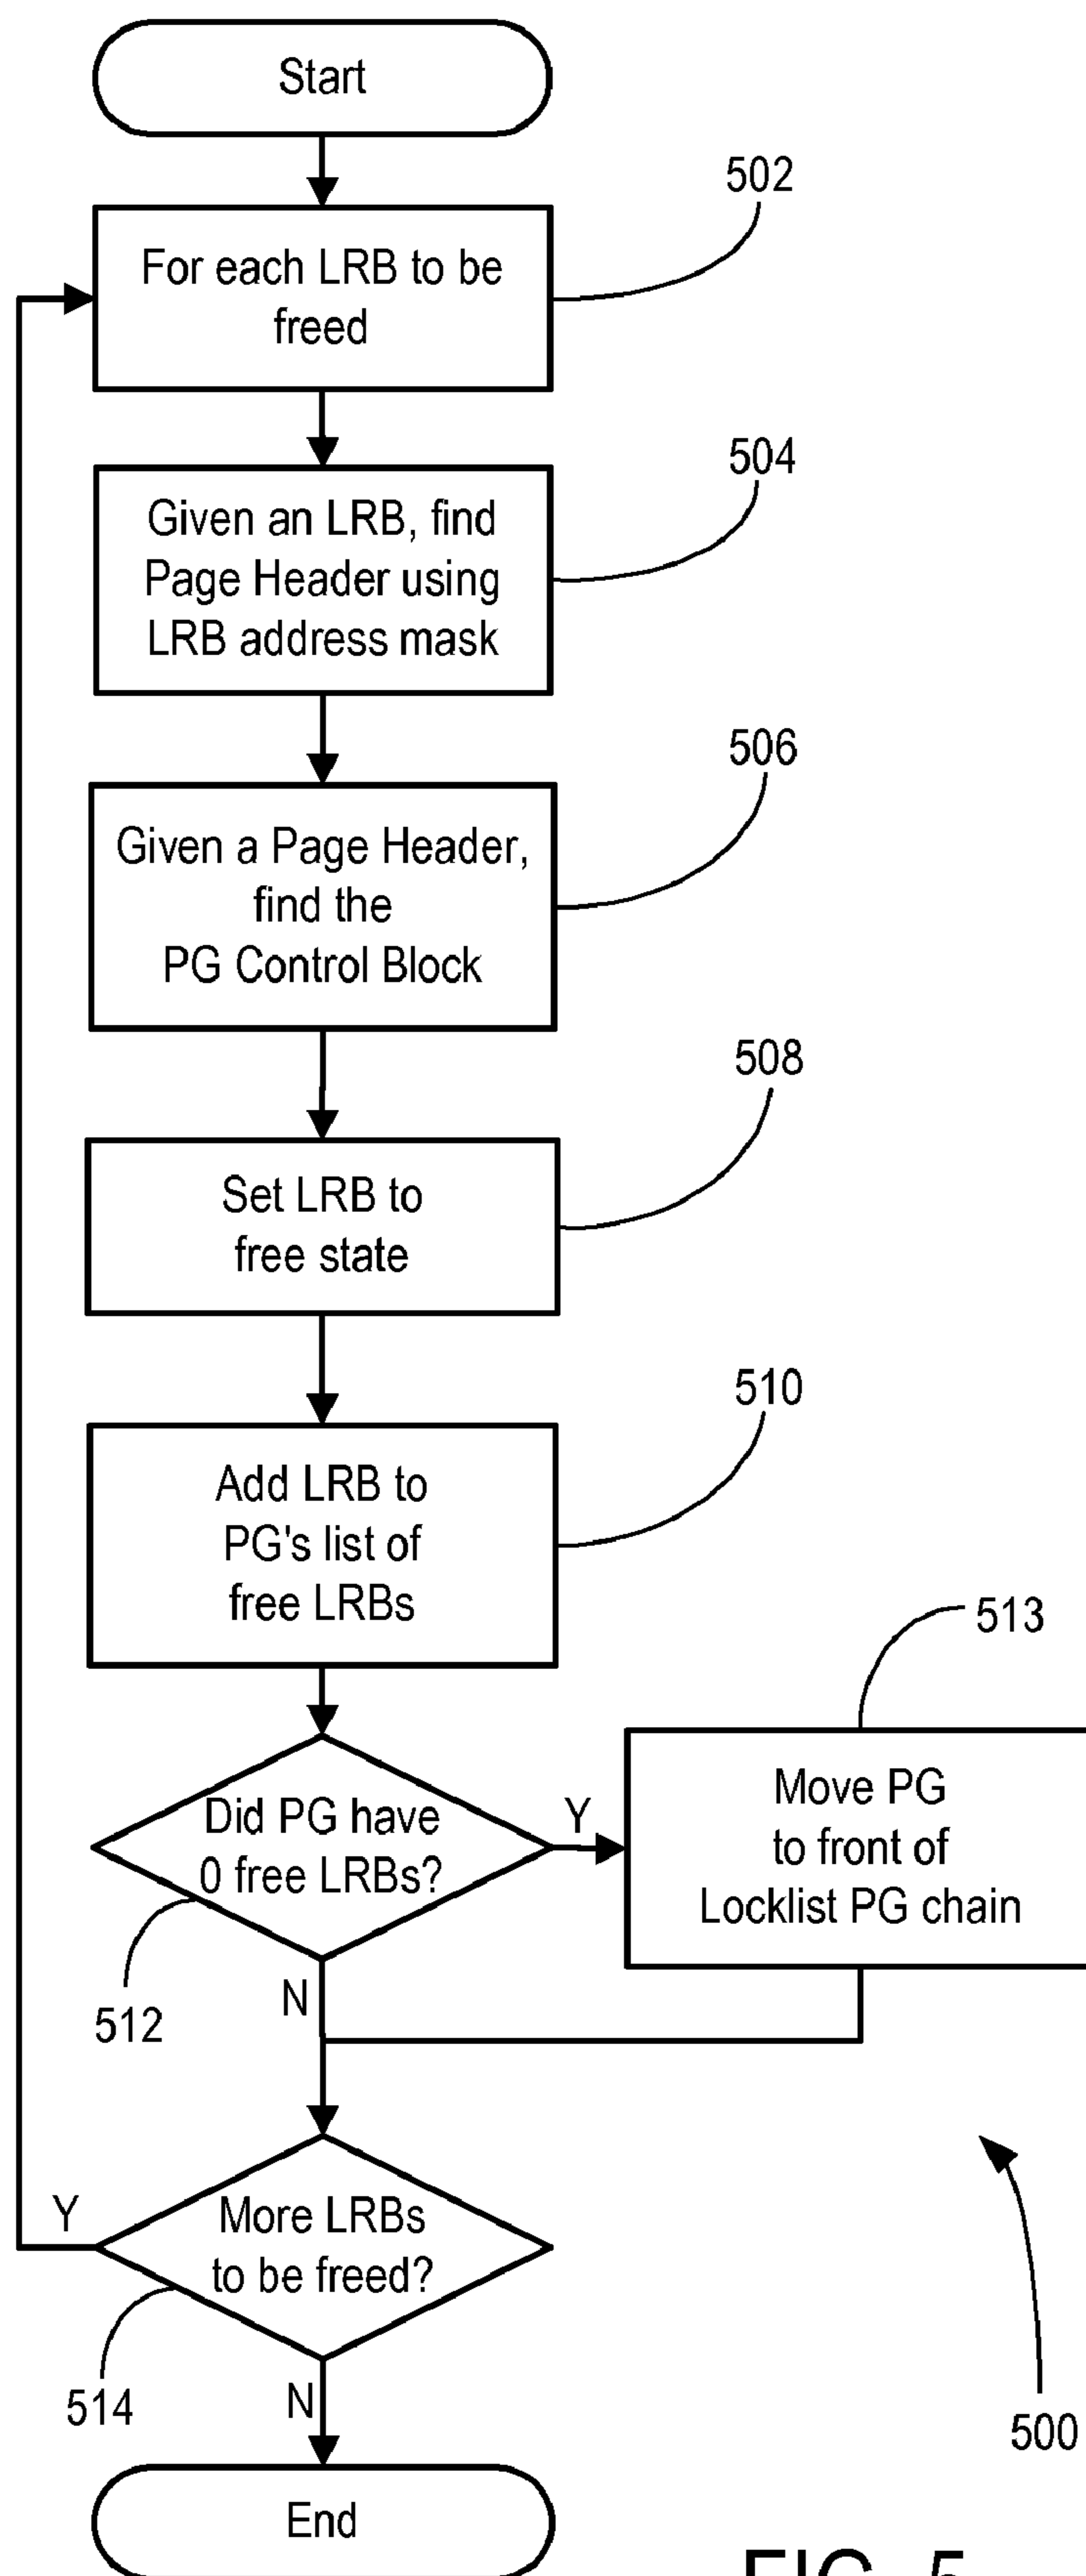 Start
502
For each LRB to be
freed
504
Given an LRB, find
Page Header using
LRB address mask
506
Given a Page Header,
find the
PG Control Block
508
Set LRB to
free state
510
Add LRB to
PG's list of
free LRBs
513
Move PG
to front of
Locklist PG chain
Did PG have
0 free LRBs?
Y
N
512
More LRBs
to be freed?
Y
N
514
500
End
FIG. 5